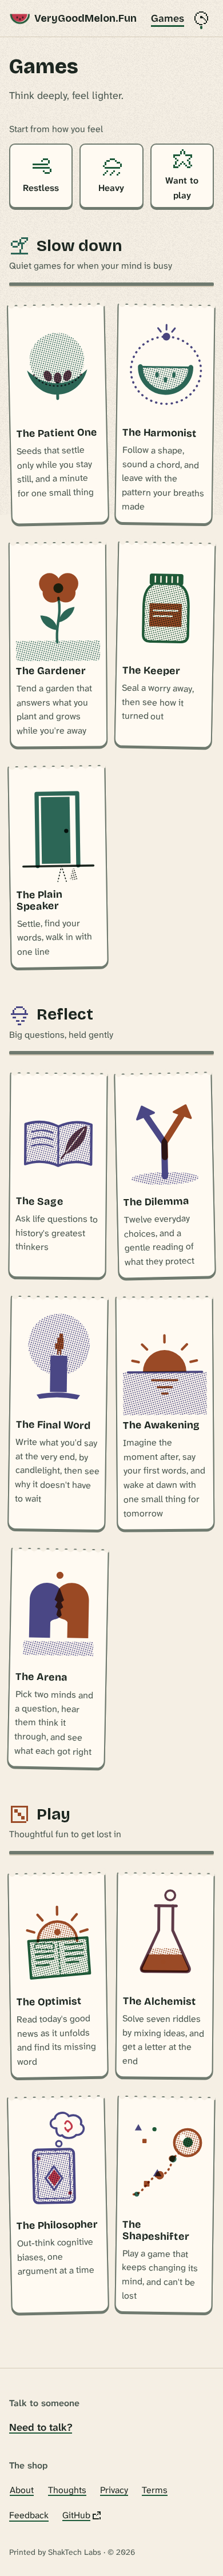 VeryGoodMelon.Fun
Games
Games
Think deeply, feel lighter.
Start from how you feel
Restless
Heavy
Want to
play
Slow down
Quiet games for when your mind is busy
The Patient One
Seeds that settle
only while you stay
still, and a minute
for one small thing
The Harmonist
Follow a shape,
sound a chord, and
leave with the
pattern your breaths
made
The Gardener
Tend a garden that
answers what you
plant and grows
while you're away
The Keeper
Seal a worry away,
then see how it
turned out
The Plain
Speaker
Settle, find your
words, walk in with
one line
Reflect
Big questions, held gently
The Sage
Ask life questions to
history's greatest
thinkers
The Dilemma
Twelve everyday
choices, and a
gentle reading of
what they protect
The Final Word
Write what you'd say
at the very end, by
candlelight, then see
why it doesn't have
to wait
The Awakening
Imagine the
moment after, say
your first words, and
wake at dawn with
one small thing for
tomorrow
The Arena
Pick two minds and
a question, hear
them think it
through, and see
what each got right
Play
Thoughtful fun to get lost in
The Optimist
Read today's good
news as it unfolds
and find its missing
word
The Alchemist
Solve seven riddles
by mixing ideas, and
get a letter at the
end
The Philosopher
Out-think cognitive
biases, one
argument at a time
The
Shapeshifter
Play a game that
keeps changing its
mind, and can't be
lost
Talk to someone
Need to talk?
The shop
About
Thoughts
Privacy
Terms
Feedback
GitHub
Printed by ShakTech Labs · © 2026